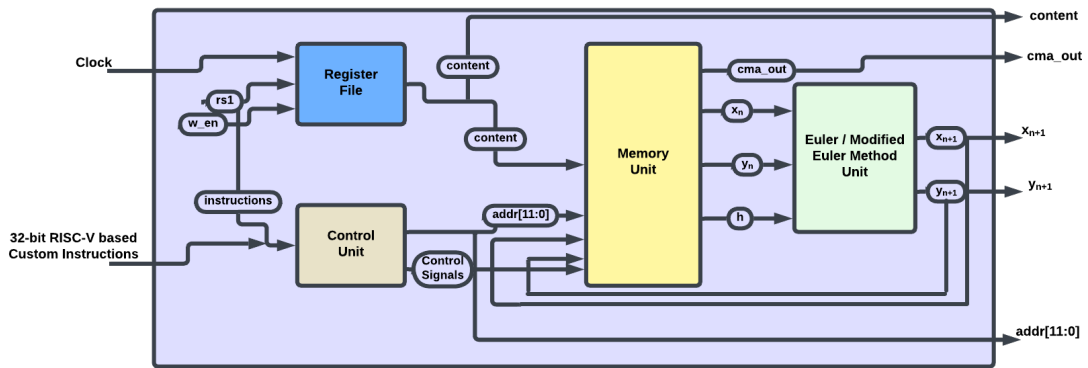 content
Clock
Register
File
content
cma_out
cma_out
rs1
w_en
xn
content
Memory
Unit
yn
Euler / Modified
Euler Method
Unit
xn+1
xn+1
yn+1
yn+1
instructions
addr[11:0]
h
32-bit RISC-V based
Custom Instructions
Control
Unit
Control
Signals
addr[11:0]